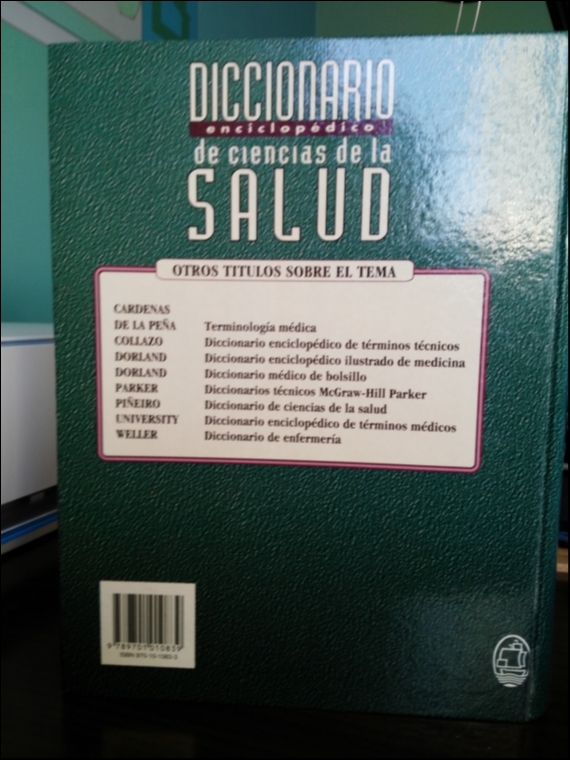 DICCIONARIO
enciclopédico
de ciencias de la
SALUD
OTROS TITULOS SOBRE EL TEMA
CARDENAS
DE LA PEÑA Terminología médica
COLLAZO Diccionario enciclopédico de términos técnicos
DORLAND Diccionario enciclopédico ilustrado de medicina
DORLAND Diccionario médico de bolsillo
PARKER Diccionarios técnicos McGraw-Hill Parker
PIÑEIRO Diccionario de ciencias de la salud
UNIVERSITY Diccionario enciclopédico de términos médicos
WELLER Diccionario de enfermería
9 789701 010839